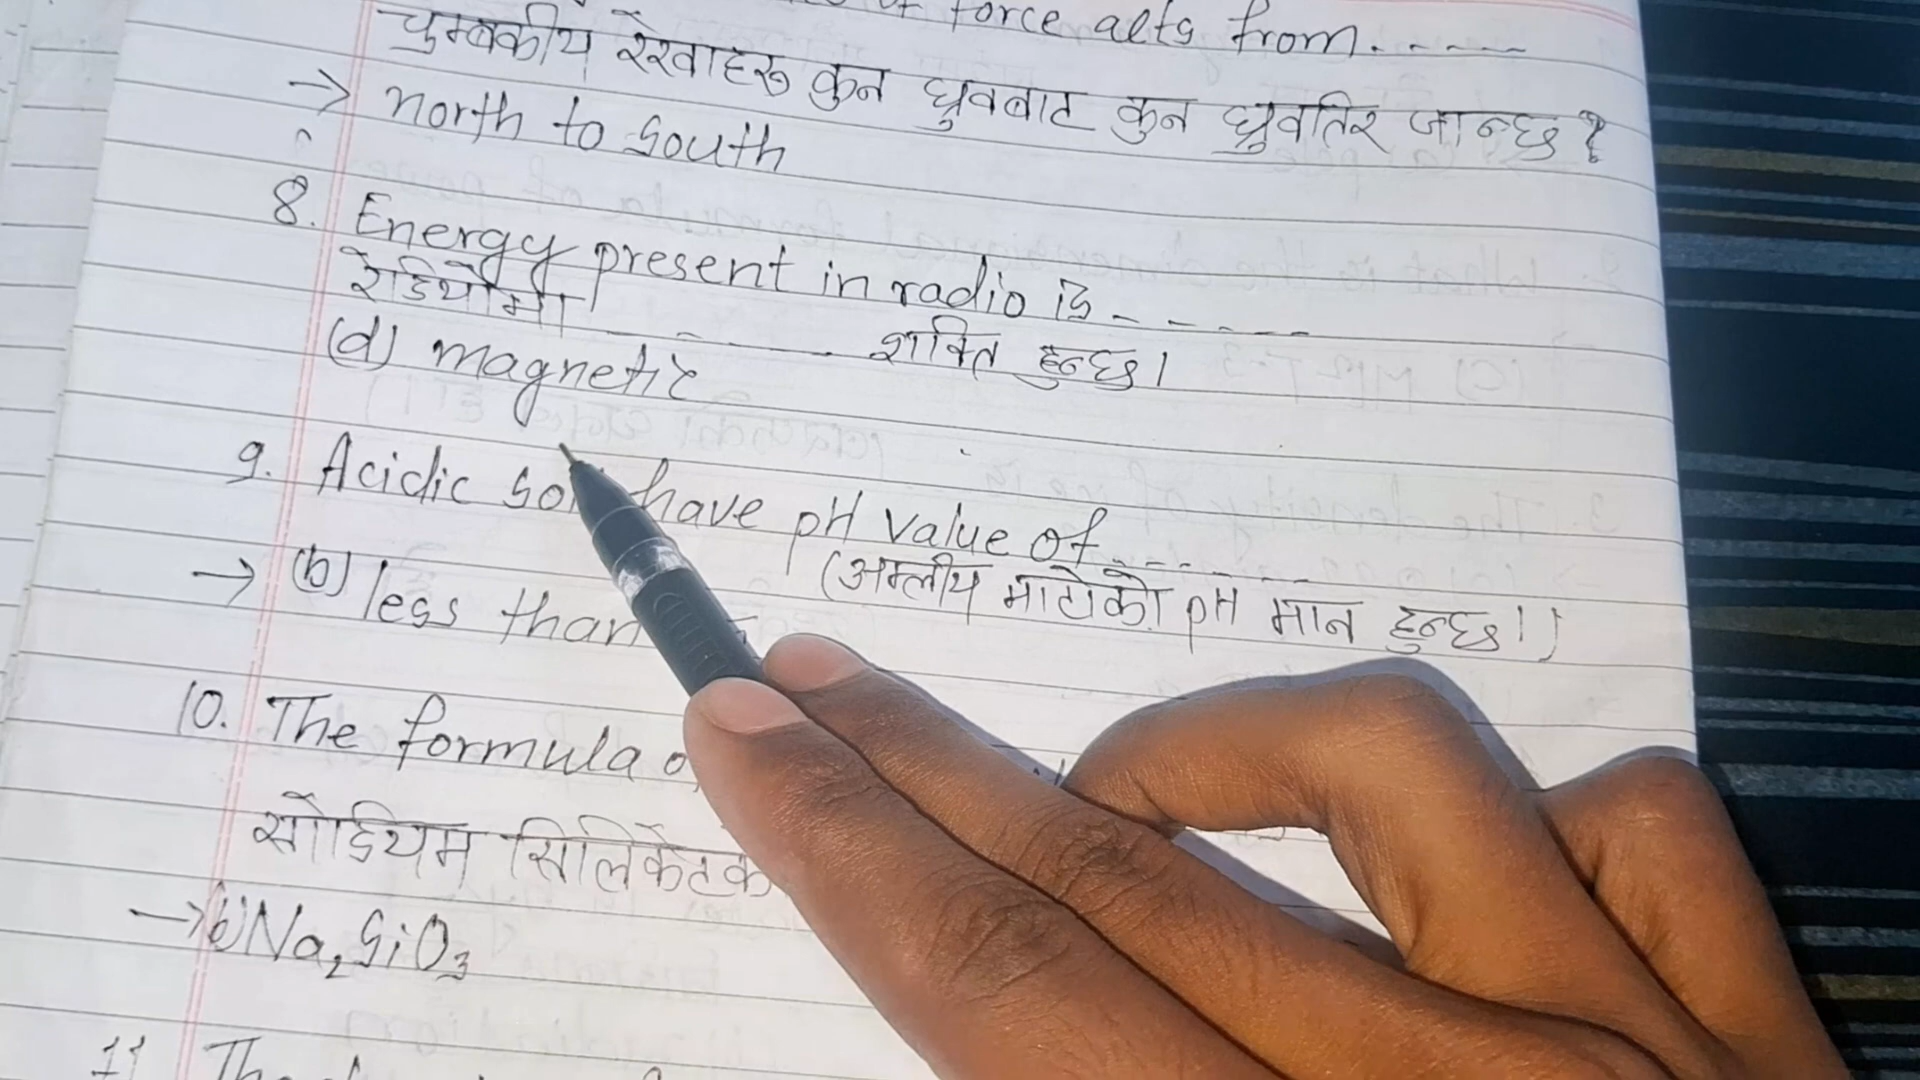 force alts from.-----
चुम्बकीय रेखाहरु कुन ध्रुवबाट कुन ध्रुवतिर जान्छ?
→ north to south
8. Energy present in radio is------
रेडियोमा ------ शक्ति हुन्छ।
(d) magnetic
9. Acidic have pH value of------
(अम्लीय माटोको pH मान हुन्छ।)
→ (b) less than
10. The formula
सोडियम सिलिकेटक
→b) Na₂SiO₃
11